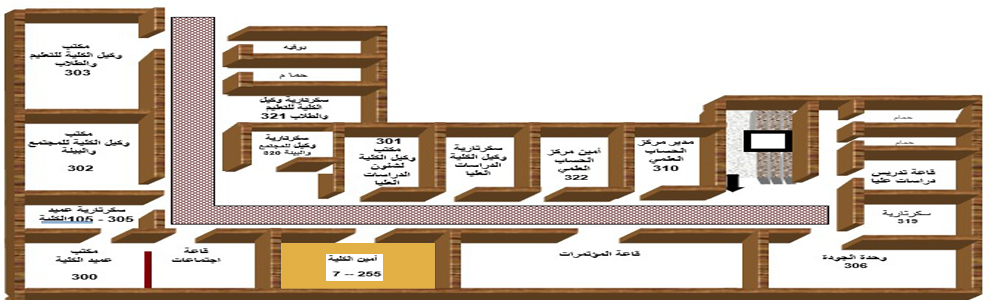 مكتب
وكيل الكلية للتعليم
والطلاب
303
مكتب
وكيل الكلية للمجتمع
والبيئة
302
سكرتارية عميد
الكلية105 - 305
مكتب
عميد الكلية
300
قاعة
اجتماعات
بوفيه
حمام
سكرتارية وكيل
الكلية للتعليم
والطلاب 321
سكرتارية
وكيل للمجتمع
والبيئة 320
301
مكتب
وكيل الكلية
لشئون
الدراسات
العليا
سكرتارية
وكيل الكلية
الدراسات
العليا
أمين مركز
الحساب
العلمي
322
مدير مركز
الحساب
العلمي
310
حمام
حمام
قاعة تدريس
دراسات عليا
سكرتارية
319
وحدة الجودة
306
قاعة المؤتمرات
أمين الكلية
7 -- 255